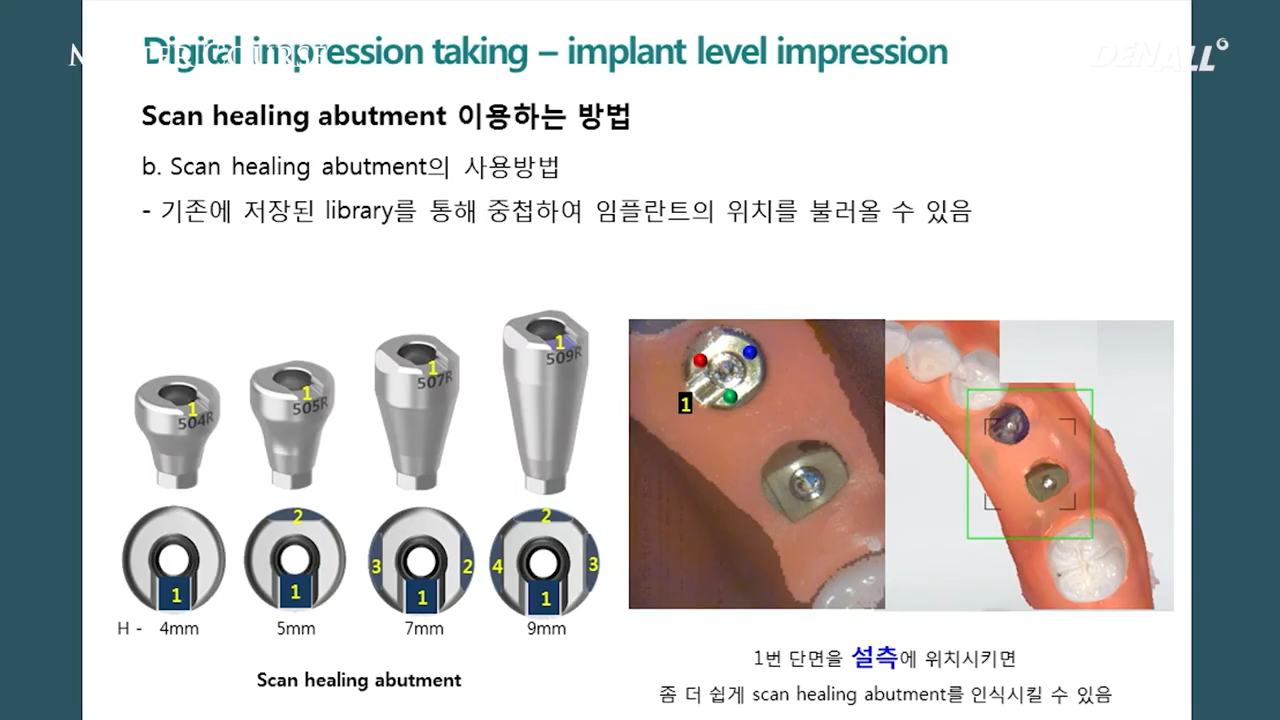 MASTER COURSE
DENALL
Digital impression taking – implant level impression
Scan healing abutment 이용하는 방법
b. Scan healing abutment의 사용방법
- 기존에 저장된 library를 통해 중첩하여 임플란트의 위치를 불러올 수 있음
1 504R
1 505R
1 507R
1 509R
1
2 1
3 2 1
2 4 3 1
H - 4mm 5mm 7mm 9mm
Scan healing abutment
1
1번 단면을 설측에 위치시키면
좀 더 쉽게 scan healing abutment를 인식시킬 수 있음